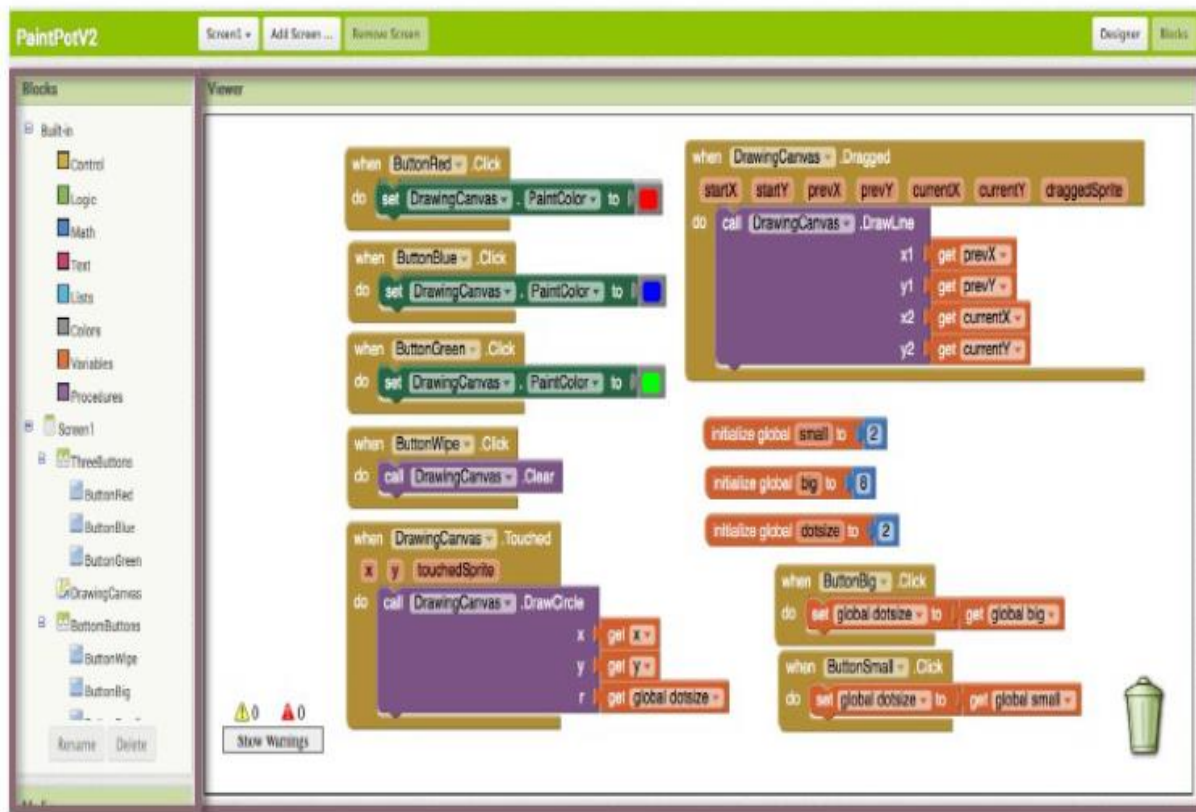 PaintPotV2
Screen1
Add Screen ...
Remove Screen
Designer
Blocks
Blocks
Built-in
Control
Logic
Math
Text
Lists
Colors
Variables
Procedures
Screen1
ThreeButtons
ButtonRed
ButtonBlue
ButtonGreen
DrawingCanvas
BottomButtons
ButtonWipe
ButtonBig
Rename
Delete
Viewer
when ButtonRed .Click
do set DrawingCanvas . PaintColor to
when ButtonBlue .Click
do set DrawingCanvas . PaintColor to
when ButtonGreen .Click
do set DrawingCanvas . PaintColor to
when ButtonWipe .Click
do call DrawingCanvas .Clear
when DrawingCanvas .Touched
x y touchedSprite
do call DrawingCanvas .DrawCircle
x get x
y get y
r get global dotsize
when DrawingCanvas .Dragged
startX startY prevX prevY currentX currentY draggedSprite
do call DrawingCanvas .DrawLine
x1 get prevX
y1 get prevY
x2 get currentX
y2 get currentY
initialize global small to 2
initialize global big to 8
initialize global dotsize to 2
when ButtonBig .Click
do set global dotsize to get global big
when ButtonSmall .Click
do set global dotsize to get global small
0 0
Show Warnings